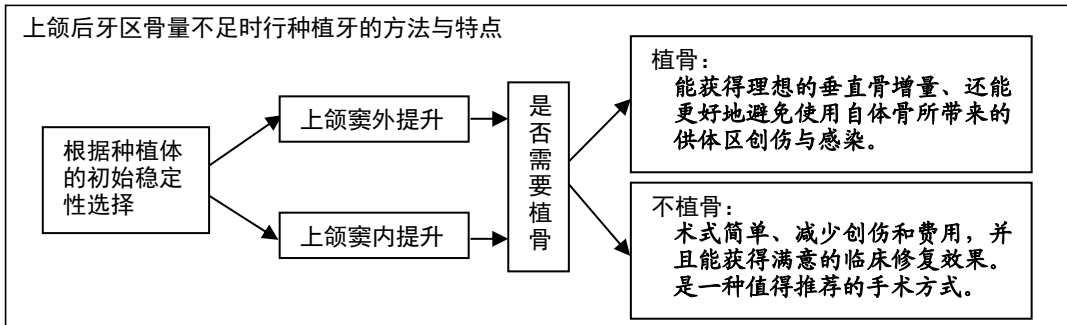 上颌后牙区骨量不足时行种植牙的方法与特点
根据种植体
的初始稳定
性选择
上颌窦外提升
上颌窦内提升
是
否
需
要
植
骨
植骨：
能获得理想的垂直骨增量、还能
更好地避免使用自体骨所带来的
供体区创伤与感染。
不植骨：
术式简单、减少创伤和费用，并
且能获得满意的临床修复效果。
是一种值得推荐的手术方式。